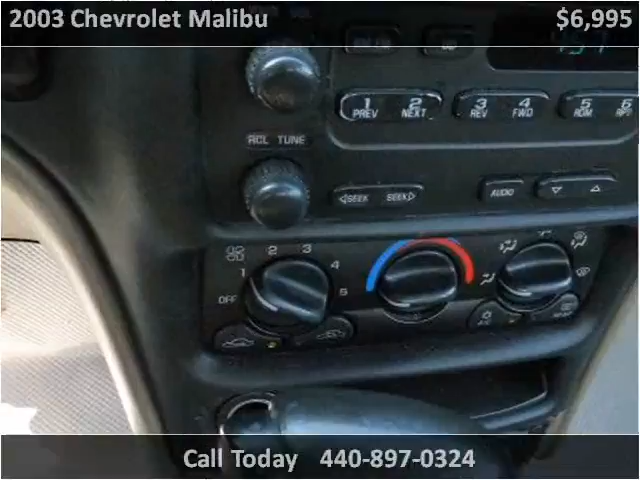 2003 Chevrolet Malibu $6,995
1 PREV 2 NEXT 3 REV 4 FWD 5 RDM 6
RCL TUNE
SEEK SEEK AUDIO
1 2 3 4 5
OFF
A/C
Call Today 440-897-0324